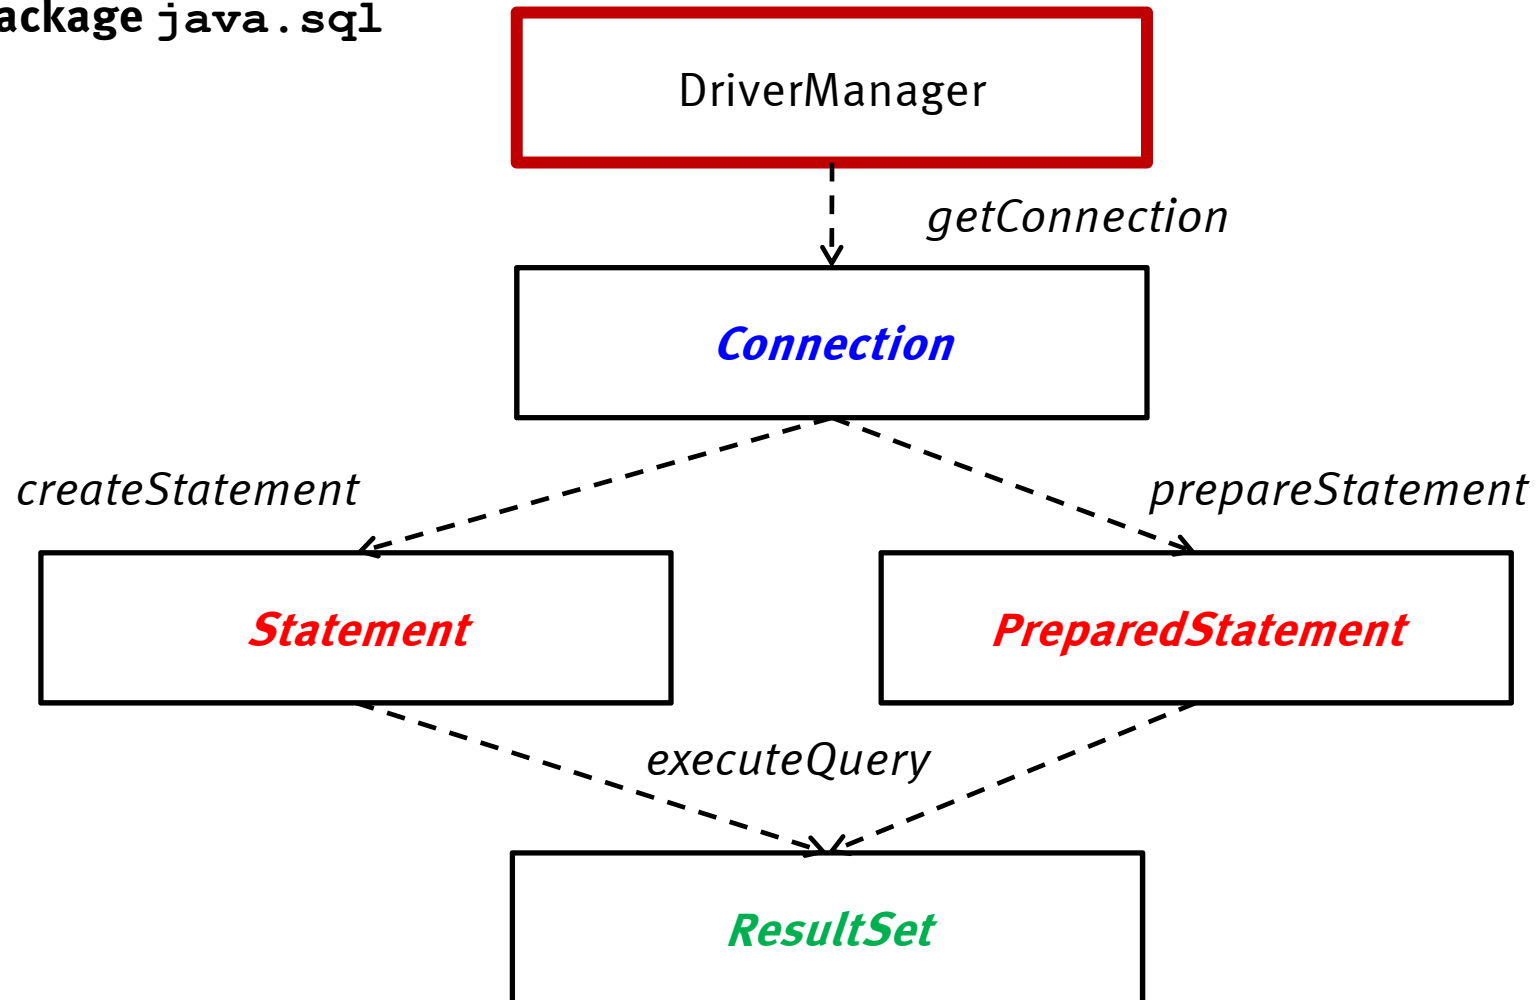 ackage java.sql
DriverManager
getConnection
Connection
createStatement
prepareStatement
Statement
PreparedStatement
executeQuery
ResultSet